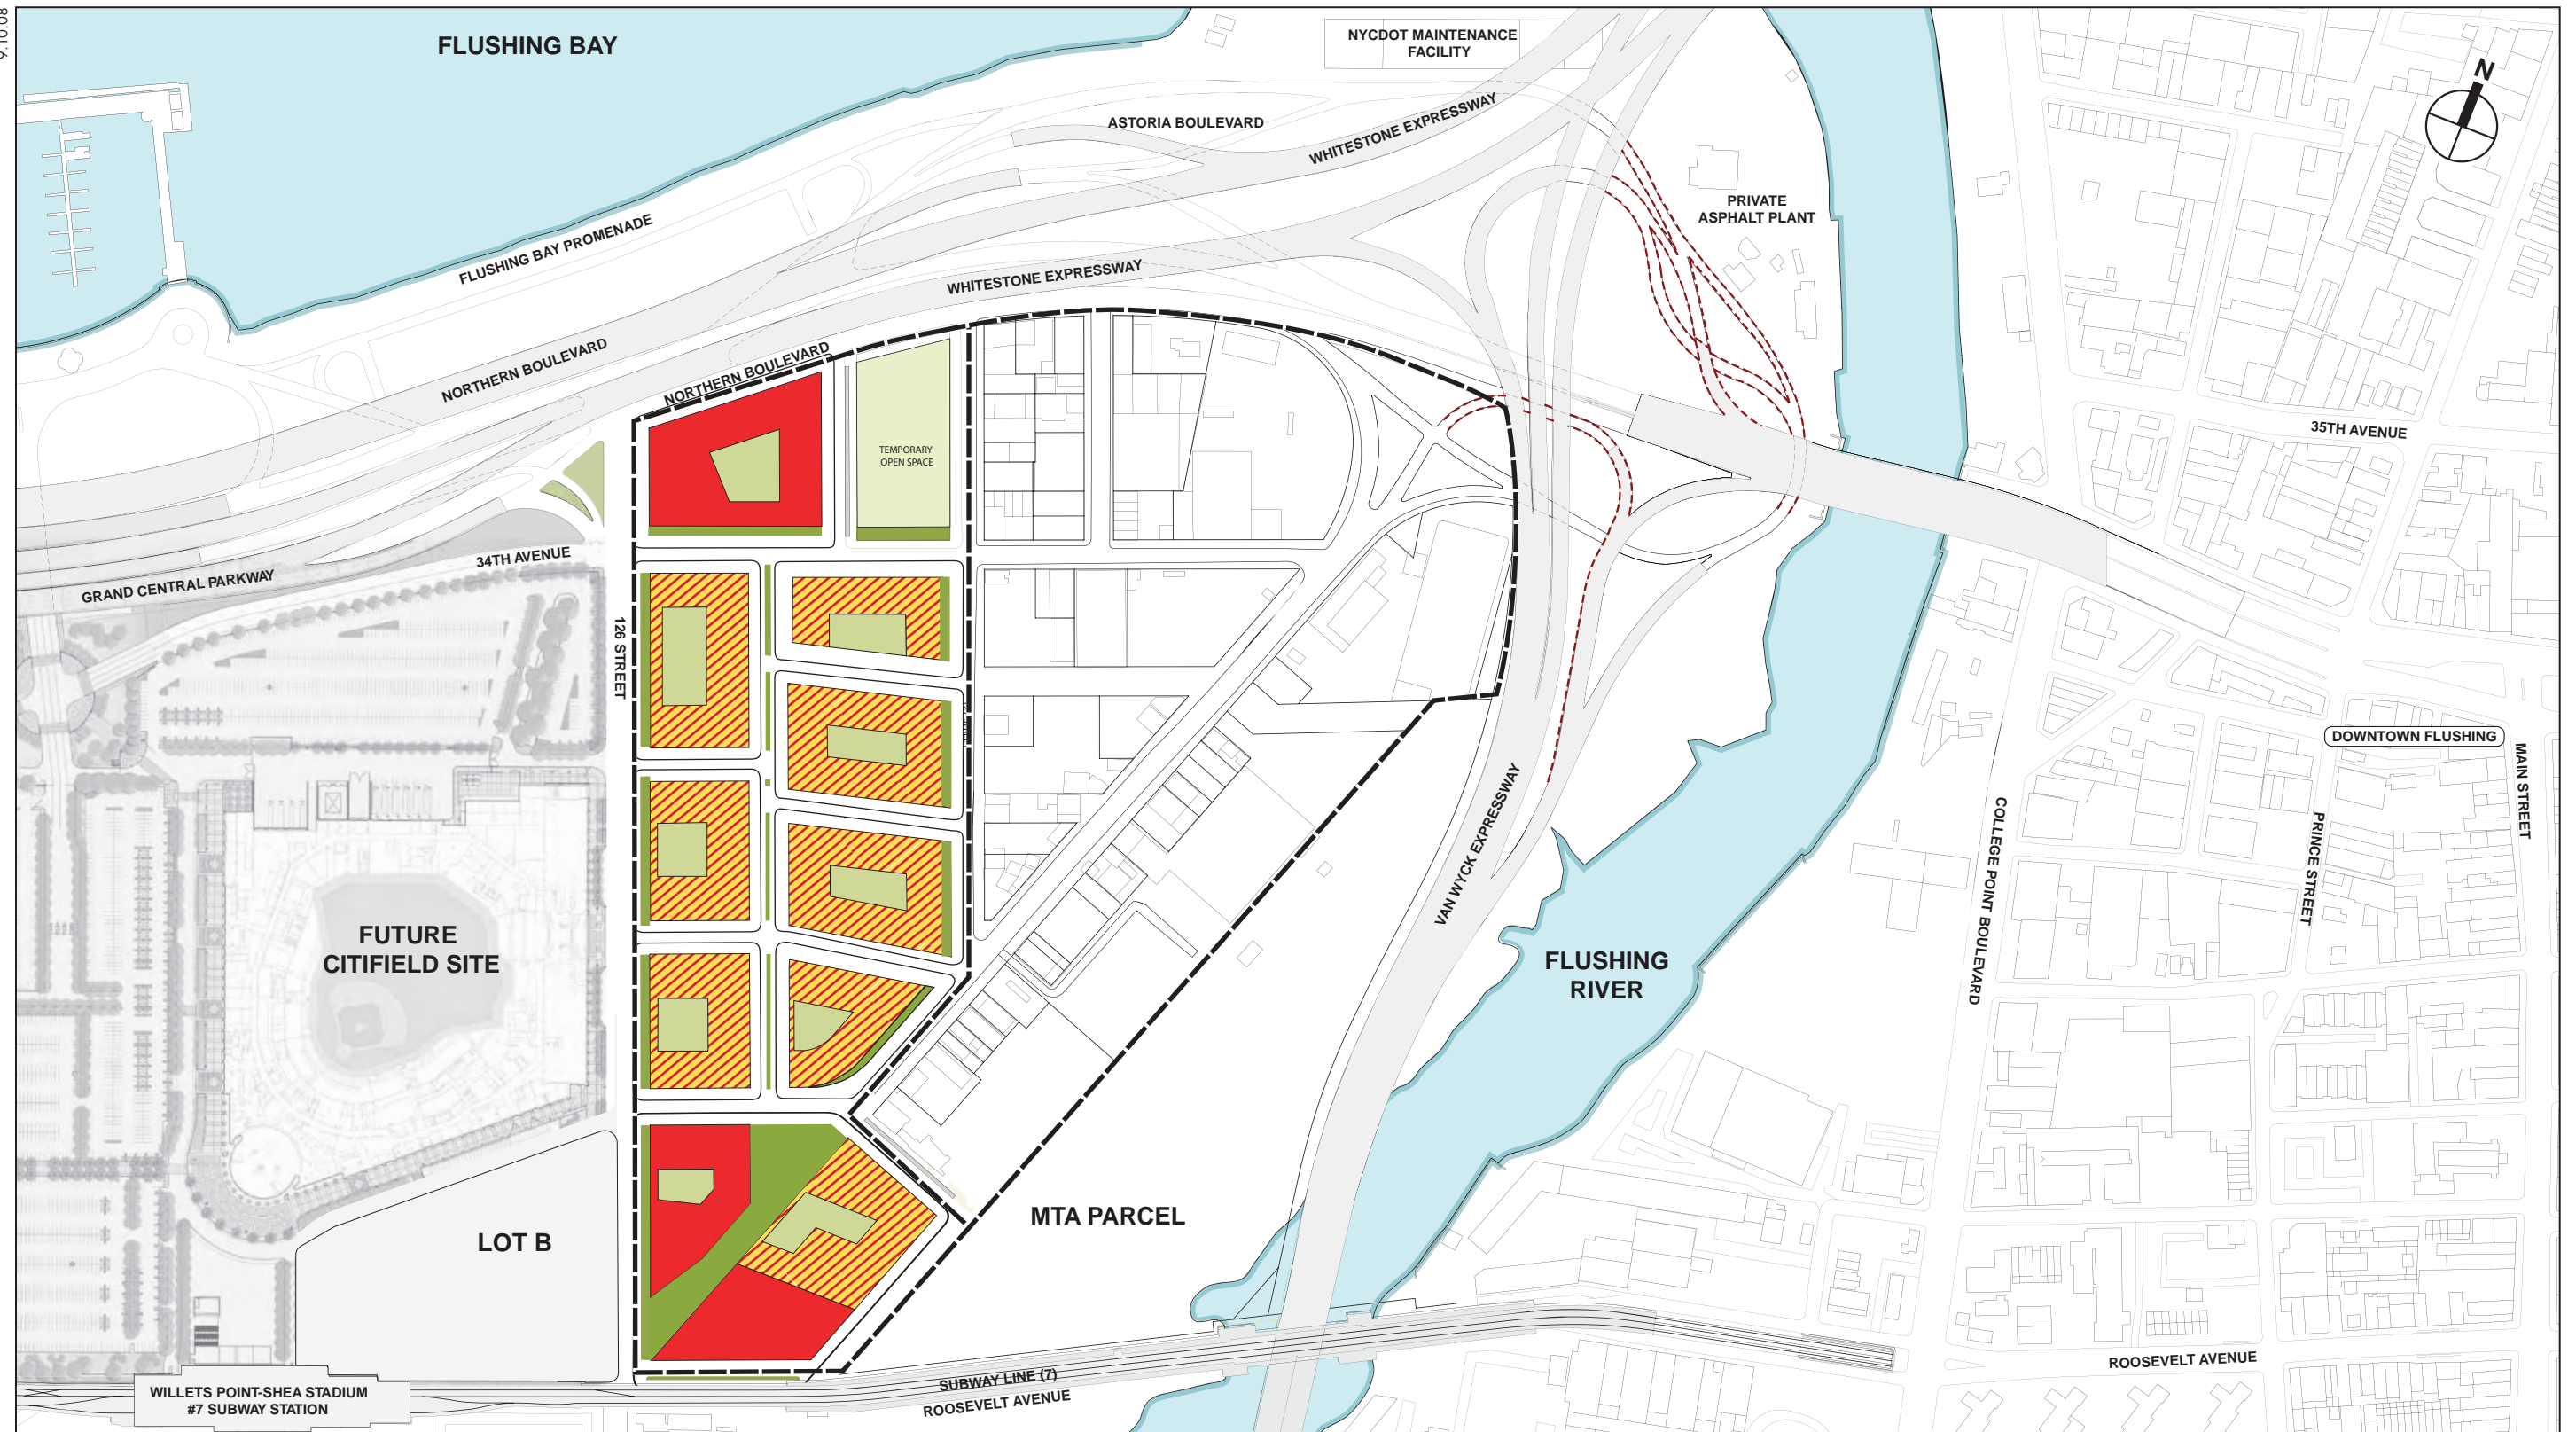 9.10.08
FLUSHING BAY
NYCDOT MAINTENANCE
FACILITY
N
ASTORIA BOULEVARD
WHITESTONE EXPRESSWAY
PRIVATE
ASPHALT PLANT
FLUSHING BAY PROMENADE
WHITESTONE EXPRESSWAY
NORTHERN BOULEVARD
NORTHERN BOULEVARD
TEMPORARY
OPEN SPACE
35TH AVENUE
34TH AVENUE
GRAND CENTRAL PARKWAY
126 STREET
DOWNTOWN FLUSHING
MAIN STREET
VAN WYCK EXPRESSWAY
COLLEGE POINT BOULEVARD
PRINCE STREET
FUTURE
CITIFIELD SITE
FLUSHING
RIVER
MTA PARCEL
LOT B
WILLETS POINT-SHEA STADIUM
#7 SUBWAY STATION
SUBWAY LINE (7)
ROOSEVELT AVENUE
ROOSEVELT AVENUE